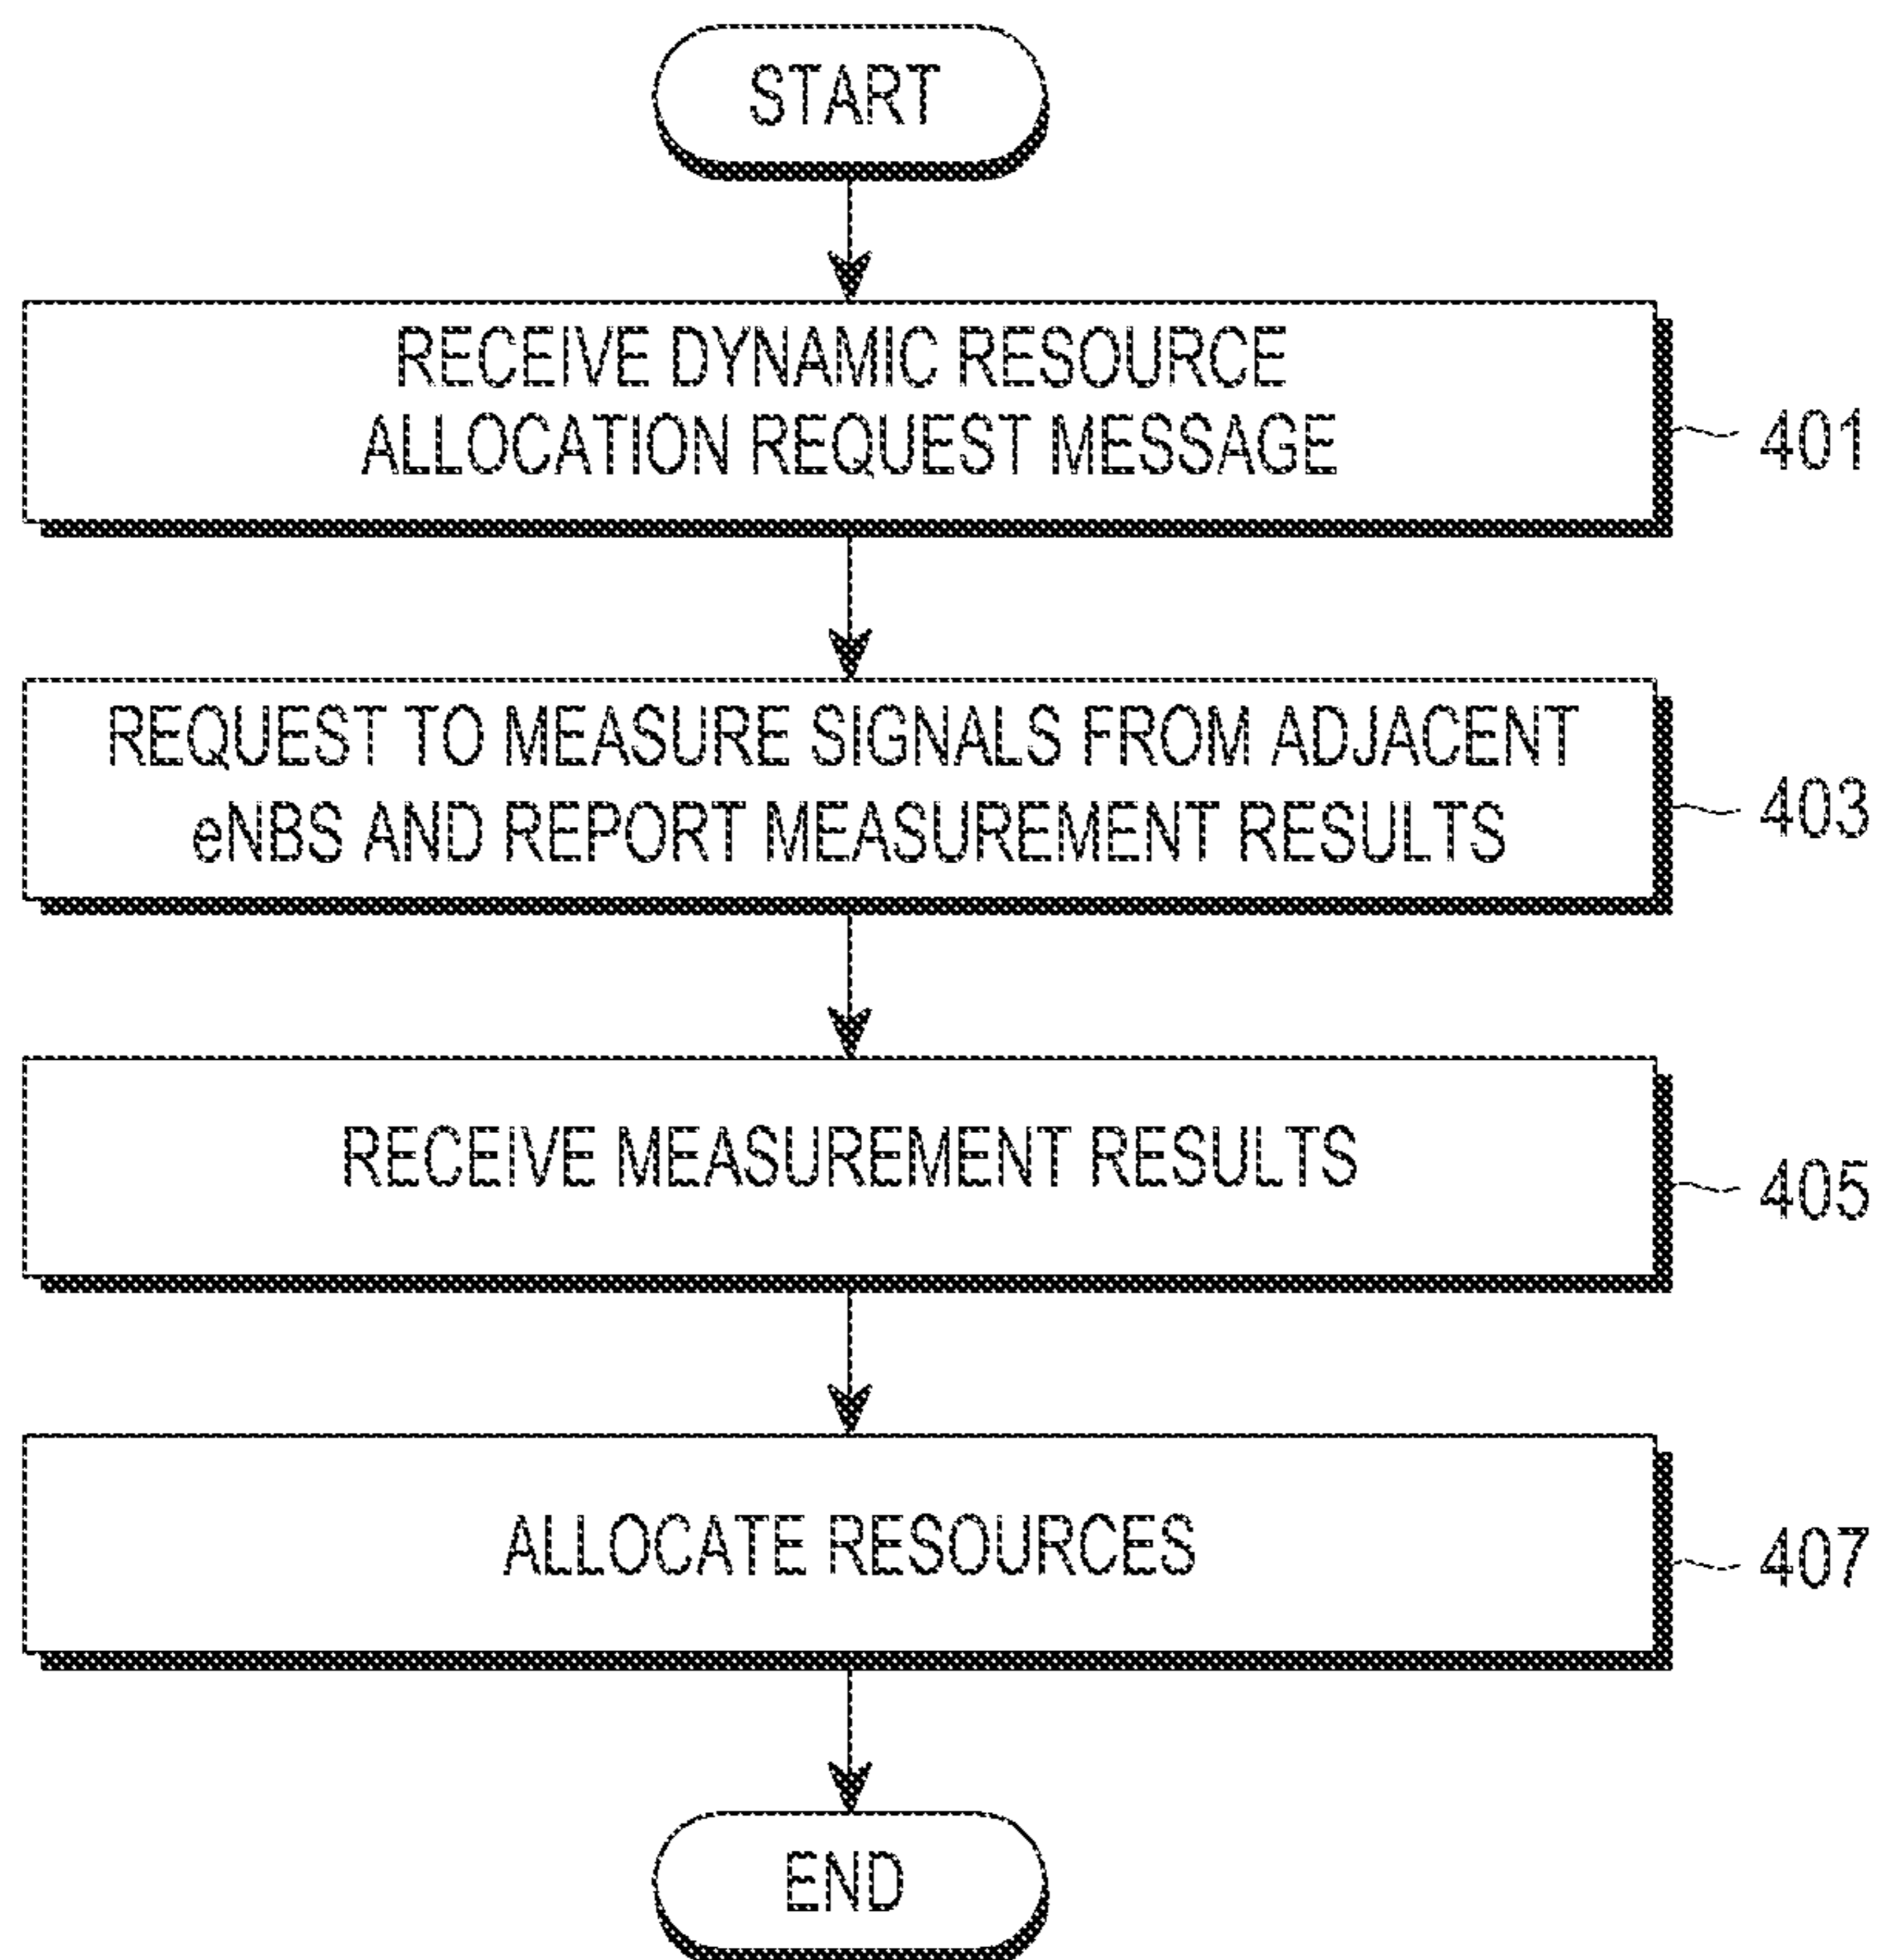 START
RECEIVE DYNAMIC RESOURCE
ALLOCATION REQUEST MESSAGE
401
REQUEST TO MEASURE SIGNALS FROM ADJACENT
eNBS AND REPORT MEASUREMENT RESULTS
403
RECEIVE MEASUREMENT RESULTS
405
ALLOCATE RESOURCES
407
END